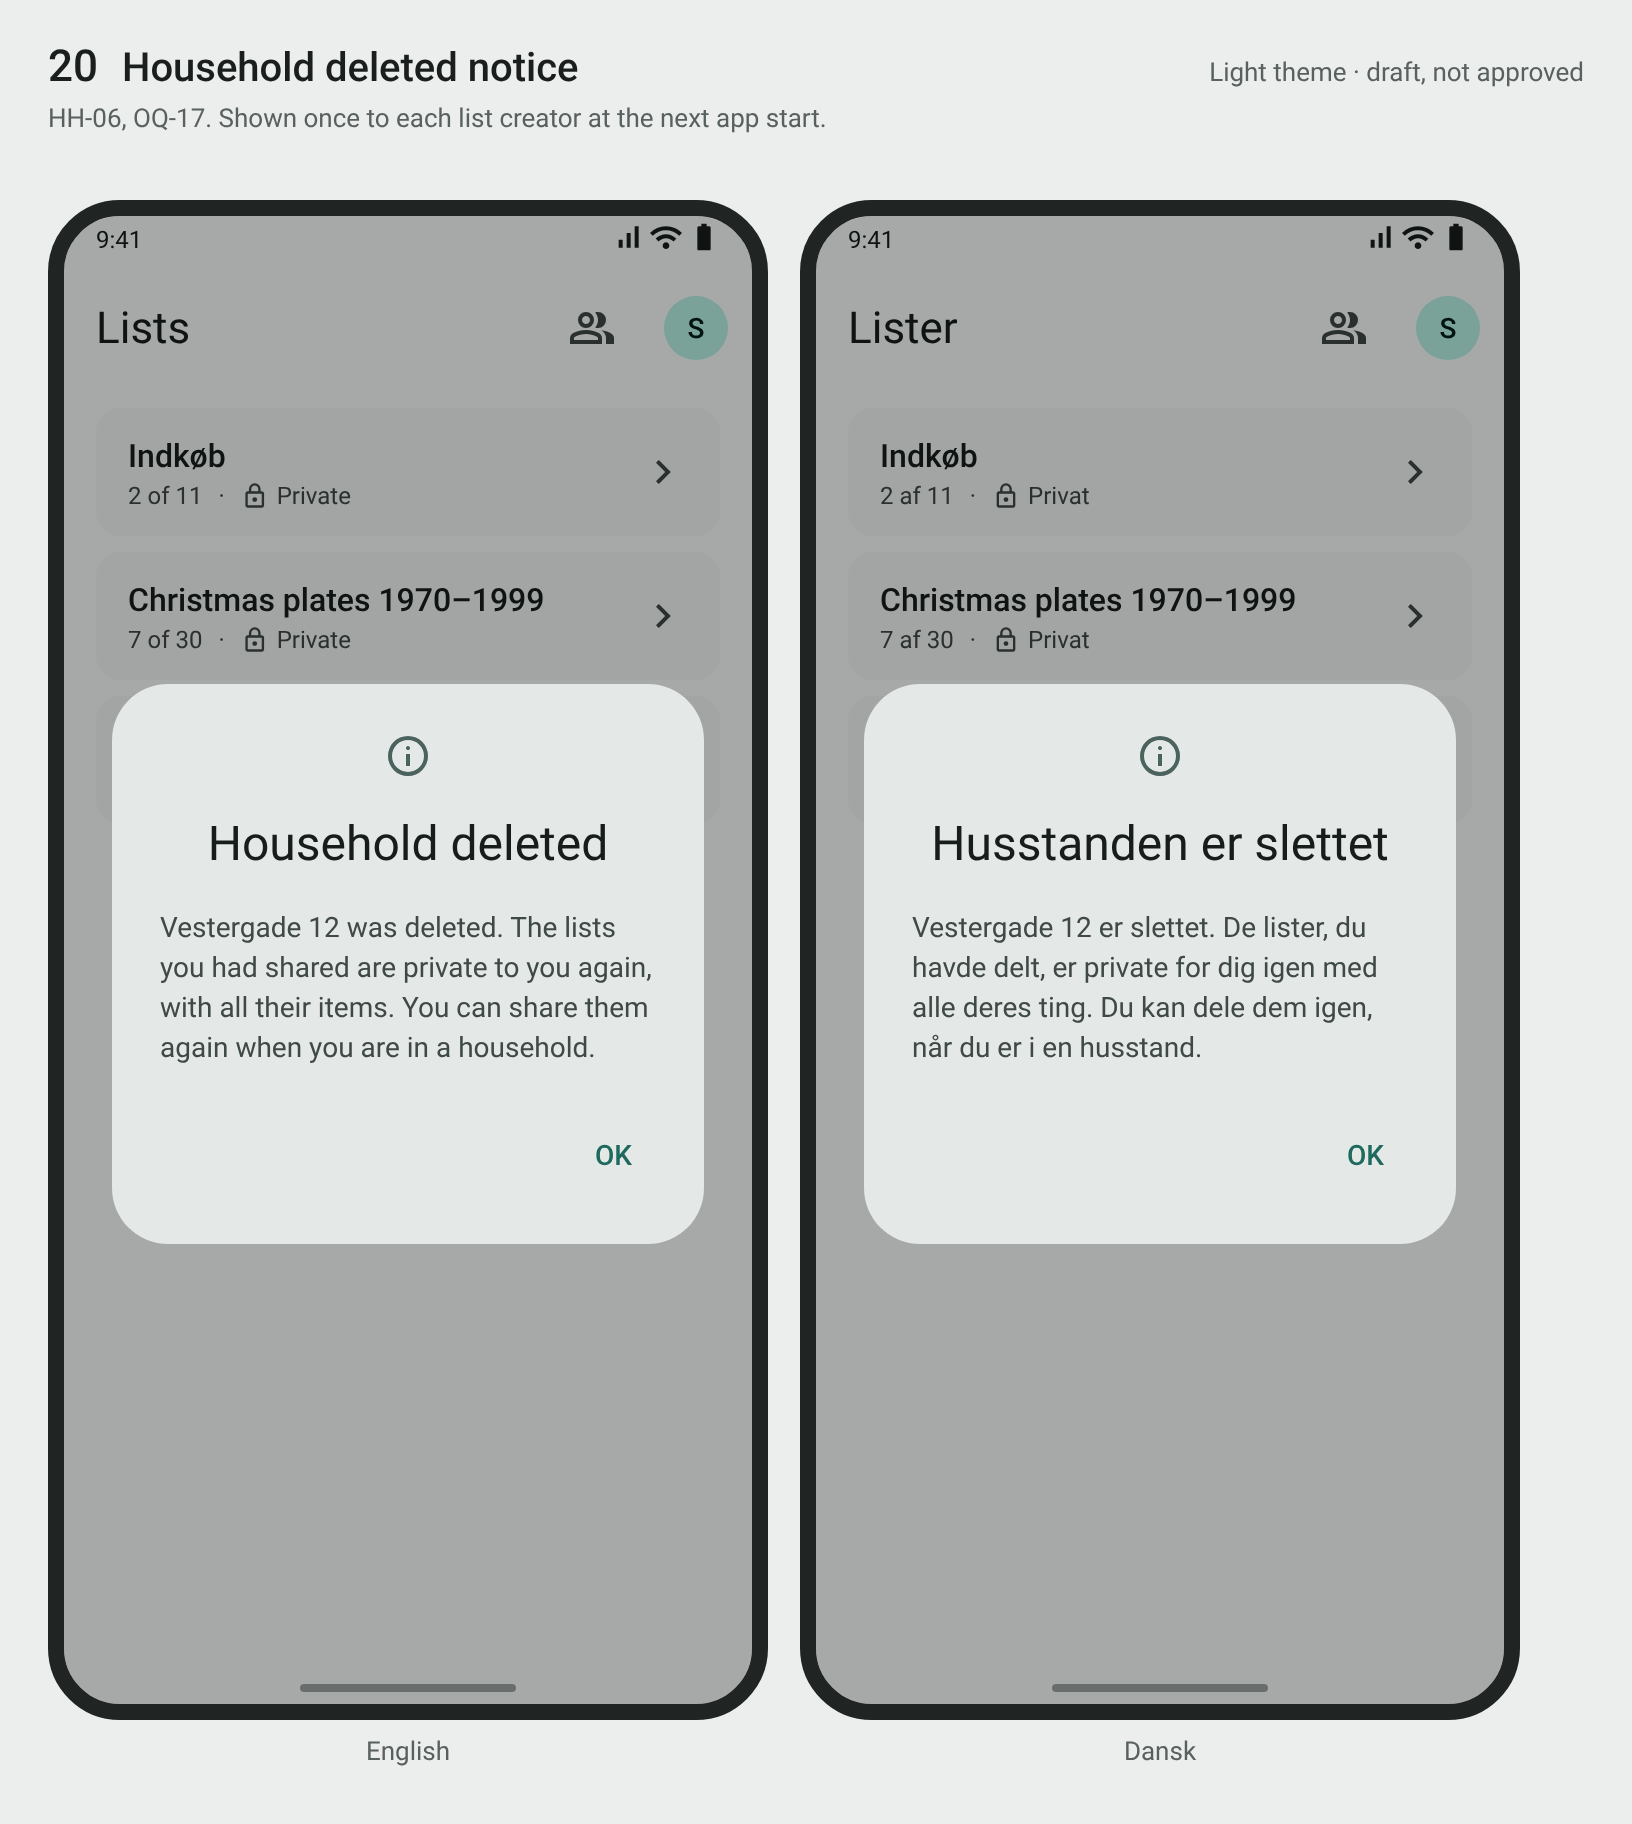 20 Household deleted notice
Light theme · draft, not approved
HH-06, OQ-17. Shown once to each list creator at the next app start.
9:41
Lists
S
Indkøb
2 of 11 · Private
Christmas plates 1970–1999
7 of 30 · Private
Household deleted
Vestergade 12 was deleted. The lists
you had shared are private to you again,
with all their items. You can share them
again when you are in a household.
OK
English
9:41
Lister
S
Indkøb
2 af 11 · Privat
Christmas plates 1970–1999
7 af 30 · Privat
Husstanden er slettet
Vestergade 12 er slettet. De lister, du
havde delt, er private for dig igen med
alle deres ting. Du kan dele dem igen,
når du er i en husstand.
OK
Dansk